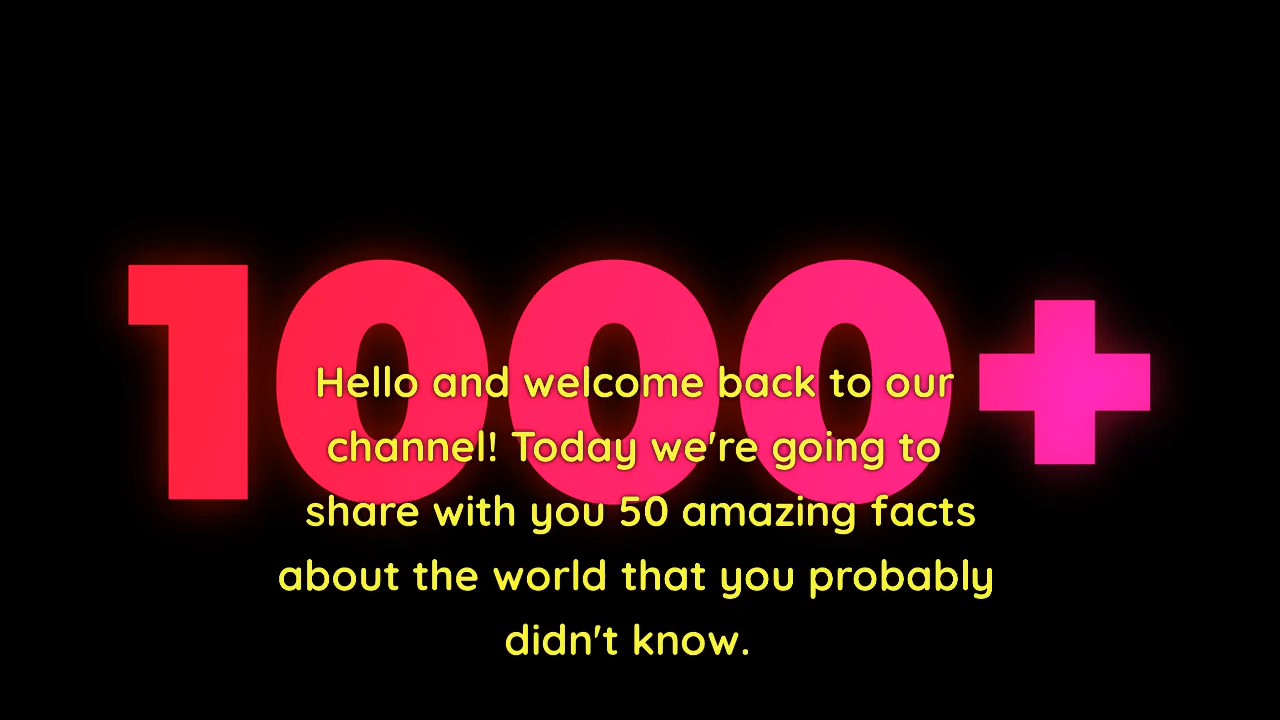 1000+
Hello and welcome back to our
channel! Today we're going to
share with you 50 amazing facts
about the world that you probably
didn't know.